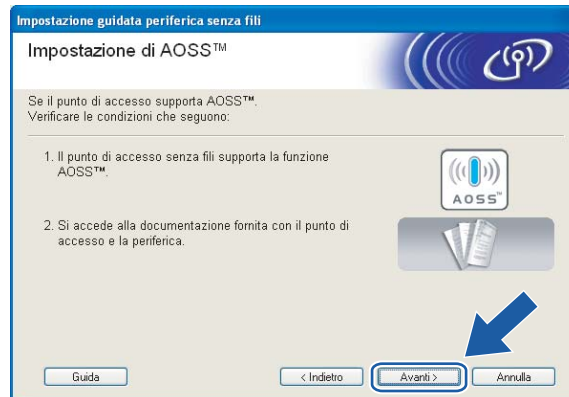 Impostazione guidata periferica senza fili
Impostazione di AOSS™
Se il punto di accesso supporta AOSS™.
Verificare le condizioni che seguono:
1. Il punto di accesso senza fili supporta la funzione
AOSS™.
AOSS™
2. Si accede alla documentazione fornita con il punto di
accesso e la periferica.
Guida
< Indietro
Avanti >
Annulla